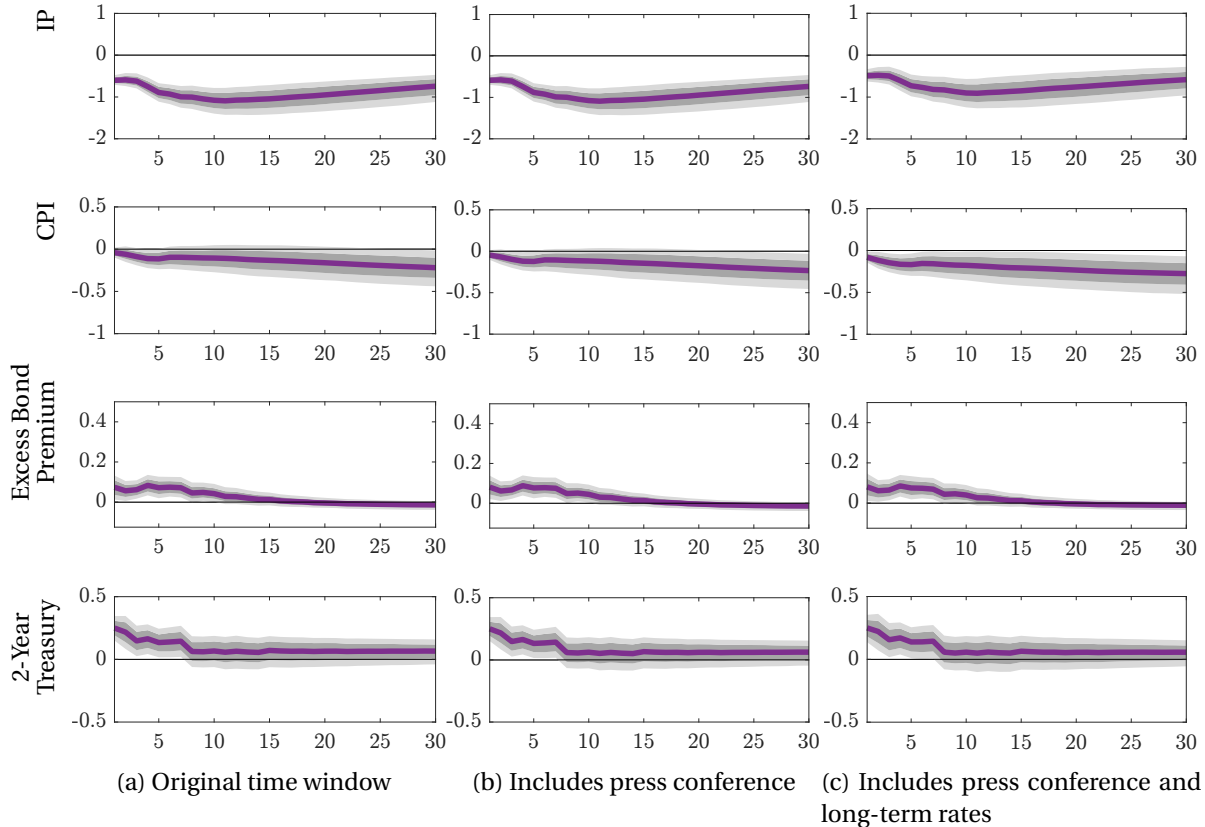 IP
1
0
-1
-2
5 10 15 20 25 30
1
0
-1
-2
5 10 15 20 25 30
1
0
-1
-2
5 10 15 20 25 30
CPI
0.5
0
-0.5
-1
5 10 15 20 25 30
0.5
0
-0.5
-1
5 10 15 20 25 30
0.5
0
-0.5
-1
5 10 15 20 25 30
Excess Bond
Premium
0.4
0.2
0
5 10 15 20 25 30
0.4
0.2
0
5 10 15 20 25 30
0.4
0.2
0
5 10 15 20 25 30
2-Year
Treasury
0.5
0
-0.5
5 10 15 20 25 30
0.5
0
-0.5
5 10 15 20 25 30
0.5
0
-0.5
5 10 15 20 25 30
(a) Original time window
(b) Includes press conference
(c) Includes press conference and
long-term rates